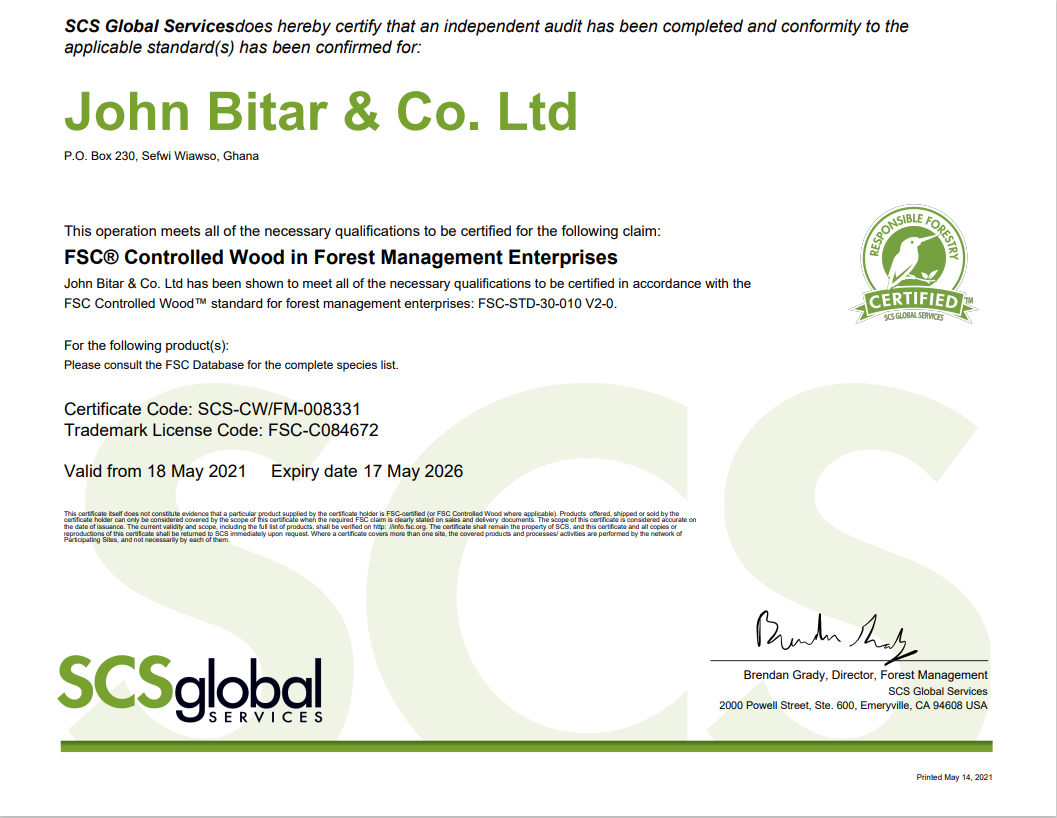 SCS Global Servicesdoes hereby certify that an independent audit has been completed and conformity to the
applicable standard(s) has been confirmed for:
John Bitar & Co. Ltd
P.O. Box 230, Sefwi Wiawso, Ghana
This operation meets all of the necessary qualifications to be certified for the following claim:
FSC® Controlled Wood in Forest Management Enterprises
John Bitar & Co. Ltd has been shown to meet all of the necessary qualifications to be certified in accordance with the
FSC Controlled Wood™ standard for forest management enterprises: FSC-STD-30-010 V2-0.
RESPONSIBLE FORESTRY
CERTIFIED™
SCS GLOBAL SERVICES
For the following product(s):
Please consult the FSC Database for the complete species list.
SCS
Certificate Code: SCS-CW/FM-008331
Trademark License Code: FSC-C084672
Valid from 18 May 2021 Expiry date 17 May 2026
This certificate itself does not constitute evidence that a particular product supplied by the certificate holder is FSC-certified (or FSC Controlled Wood where applicable). Products offered, shipped or sold by the
certificate holder can only be considered covered by the scope of this certificate when the required FSC claim is clearly stated on sales and delivery documents. The scope of this certificate is considered accurate on
the date of issuance. The current validity and scope, including the full list of products, shall be verified on http: //info.fsc.org. The certificate shall remain the property of SCS, and this certificate and all copies or
reproductions of this certificate shall be returned to SCS immediately upon request. Where a certificate covers more than one site, the covered products and processes/ activities are performed by the network of
Participating Sites, and not necessarily by each of them.
SCSglobal
SERVICES
Brendan Grady, Director, Forest Management
SCS Global Services
2000 Powell Street, Ste. 600, Emeryville, CA 94608 USA
Printed May 14, 2021